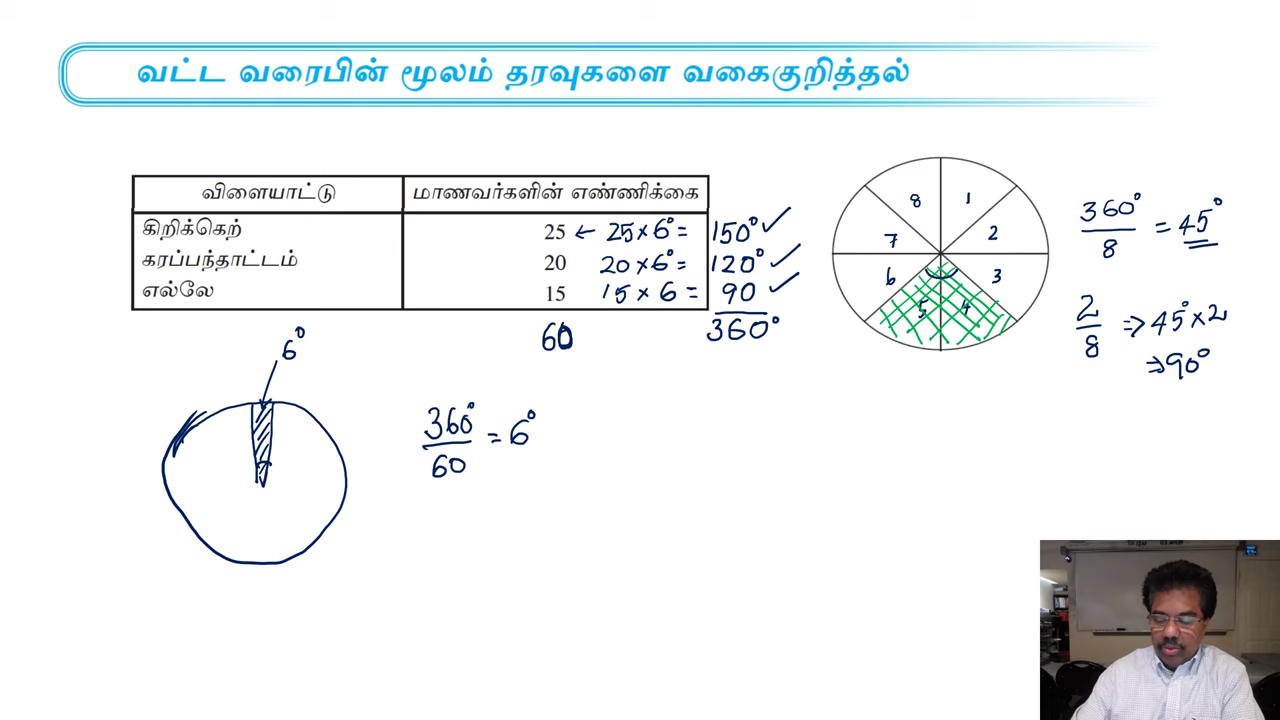 வட்ட வரைபின் மூலம் தரவுகளை வகைகுறித்தல்
விளையாட்டு மாணவர்களின் எண்ணிக்கை
கிறிக்கெற் 25 ← 25 × 6° = 150° ✓
கரப்பந்தாட்டம் 20 20 × 6° = 120° ✓
எல்லே 15 15 × 6 = 90 ✓
60 360°
8 1
7 2
6 3
5 4
360°/8 = 45°
2/8 ⇒ 45° × 2
⇒ 90°
6°
360°/60 = 6°